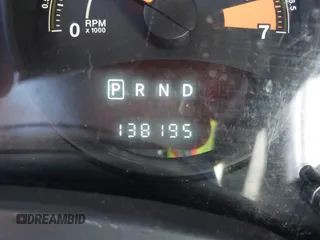 0 RPM 7
x 1000
P R N D
138195
DREAMBID